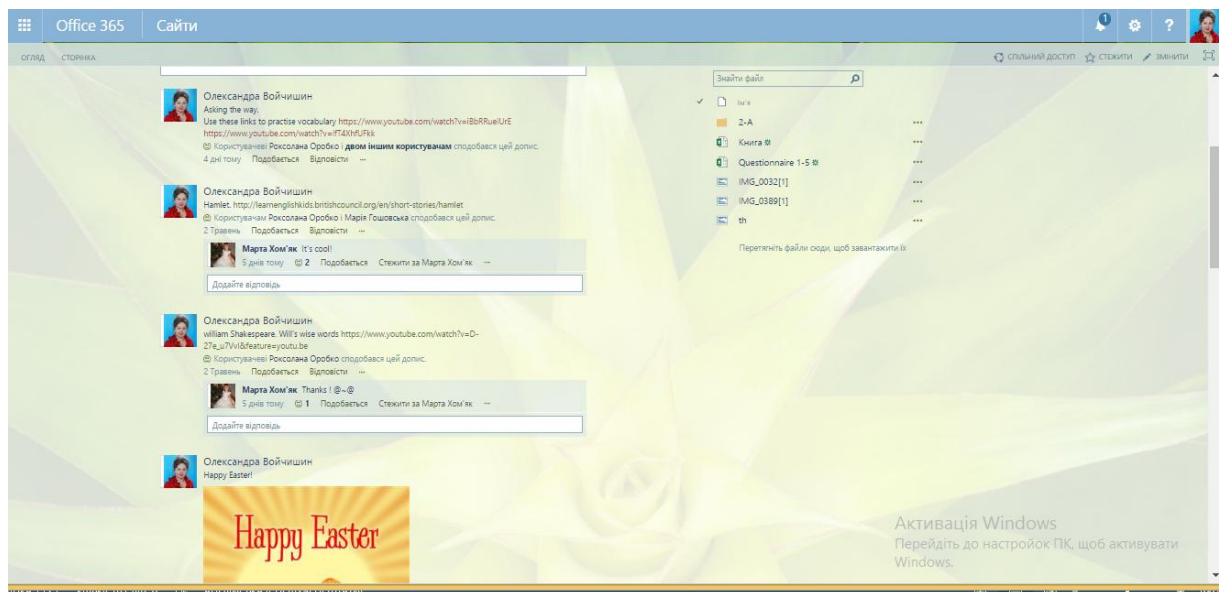 Office 365 Сайти 1 ?
ОГЛЯД СТОРІНКА СПІЛЬНИЙ ДОСТУП СТЕЖИТИ ЗМІНИТИ
Олександра Войчишин
Asking the way.
Use these links to practise vocabulary https://www.youtube.com/watch?v=iBbRRuelUrE
https://www.youtube.com/watch?v=ifT4XhfUFkk
Користувачеві Роксолана Оробко і двом іншим користувачам сподобався цей допис.
4 дні тому Подобається Відповісти ···
Олександра Войчишин
Hamlet. http://learnenglishkids.britishcouncil.org/en/short-stories/hamlet
Користувачам Роксолана Оробко і Марія Гошовська сподобався цей допис.
2 Травень Подобається Відповісти ···
Марта Хом'як It's cool!
5 днів тому 2 Подобається Стежити за Марта Хом'як ···
Додайте відповідь
Олександра Войчишин
william Shakespeare. Will's wise words https://www.youtube.com/watch?v=D-
27e_u7VvI&feature=youtu.be
Користувачеві Роксолана Оробко сподобався цей допис.
2 Травень Подобається Відповісти ···
Марта Хом'як Thanks ! @~@
5 днів тому 1 Подобається Стежити за Марта Хом'як ···
Додайте відповідь
Олександра Войчишин
Happy Easter!
Happy Easter
Знайти файл
Ім'я
2-А ···
Книга ···
Questionnaire 1-5 ···
IMG_0032[1] ···
IMG_0389[1] ···
th ···
Перетягніть файли сюди, щоб завантажити їх
Активація Windows
Перейдіть до настройок ПК, щоб активувати
Windows.